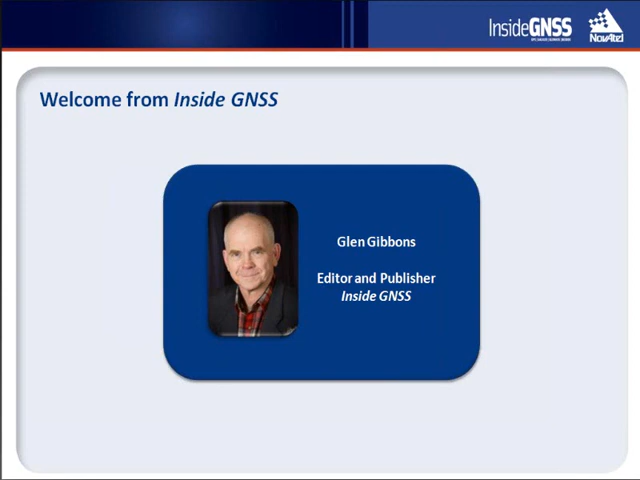 InsideGNSS
NovAtel
Welcome from Inside GNSS
Glen Gibbons
Editor and Publisher
Inside GNSS